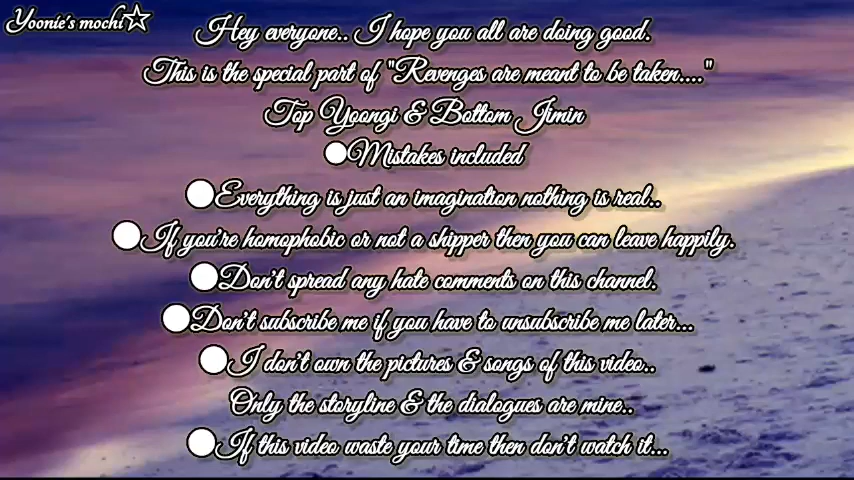 Yoonie's mochi☆
Hey everyone.. I hope you all are doing good.
This is the special part of "Revenges are meant to be taken...."
Top Yoongi & Bottom Jimin
●Mistakes included
●Everything is just an imagination nothing is real..
●If you're homophobic or not a shipper then you can leave happily.
●Don't spread any hate comments on this channel.
●Don't subscribe me if you have to unsubscribe me later...
●I don't own the pictures & songs of this video..
Only the storyline & the dialogues are mine..
●If this video waste your time then don't watch it...